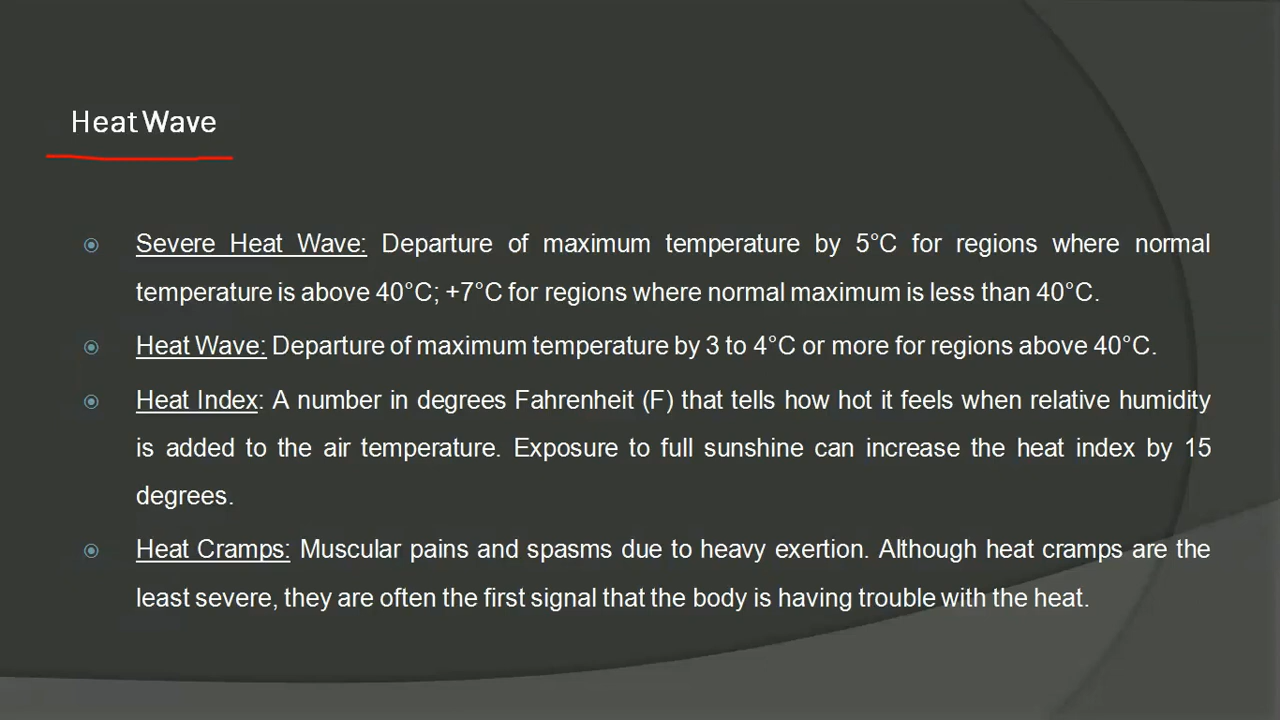 Heat Wave
Severe Heat Wave: Departure of maximum temperature by 5°C for regions where normal
temperature is above 40°C; +7°C for regions where normal maximum is less than 40°C.
Heat Wave: Departure of maximum temperature by 3 to 4°C or more for regions above 40°C.
Heat Index: A number in degrees Fahrenheit (F) that tells how hot it feels when relative humidity
is added to the air temperature. Exposure to full sunshine can increase the heat index by 15
degrees.
Heat Cramps: Muscular pains and spasms due to heavy exertion. Although heat cramps are the
least severe, they are often the first signal that the body is having trouble with the heat.